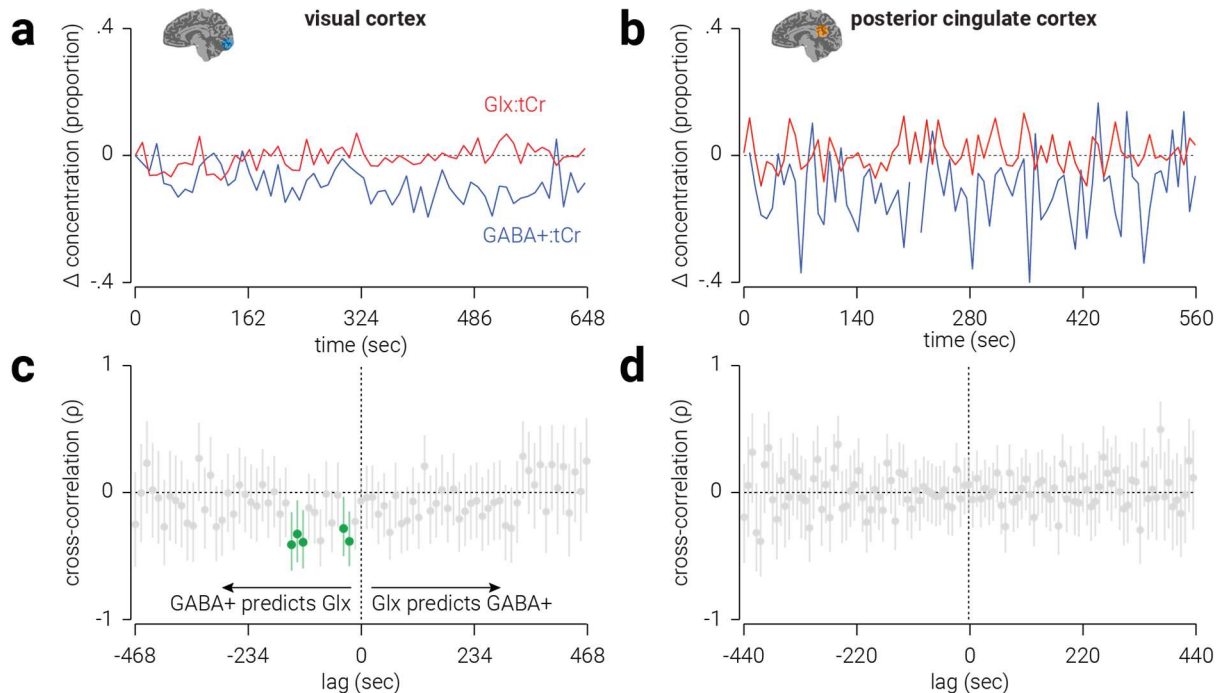 a
visual cortex
.4
0
-.4
Δ concentration (proportion)
Glx:tCr
GABA+:tCr
0 162 324 486 648
time (sec)
b
posterior cingulate cortex
.4
0
-.4
Δ concentration (proportion)
0 140 280 420 560
time (sec)
c
1
0
-1
cross-correlation (ρ)
GABA+ predicts Glx
Glx predicts GABA+
-468 -234 0 234 468
lag (sec)
d
1
0
-1
cross-correlation (ρ)
-440 -220 0 220 440
lag (sec)